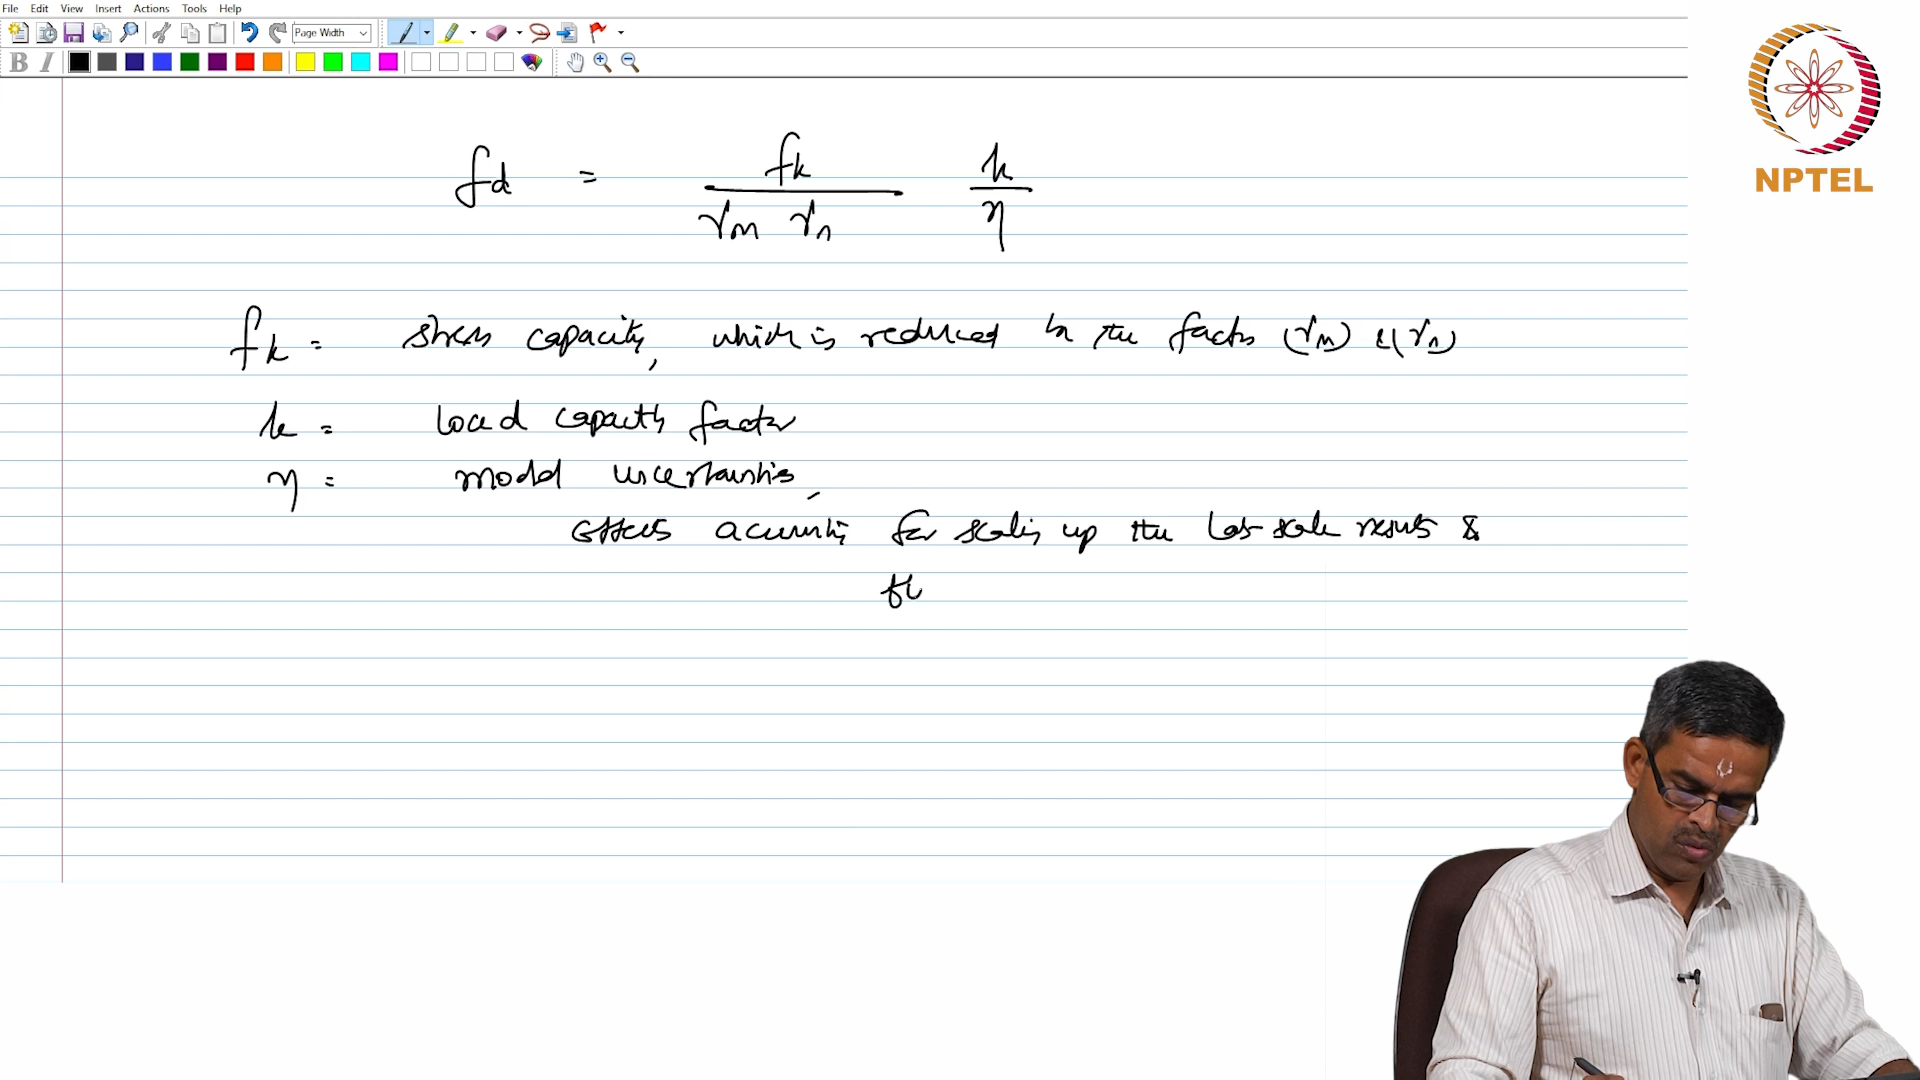 File Edit View Insert Actions Tools Help
Page Width
B I
NPTEL
fd = fk / γm γn k / η
fk = stress capacity, which is reduced by the factors (γm) & (γn)
k = load capacity factor
η = model uncertainties,
effects accounting for scaling up the lab-scale results &